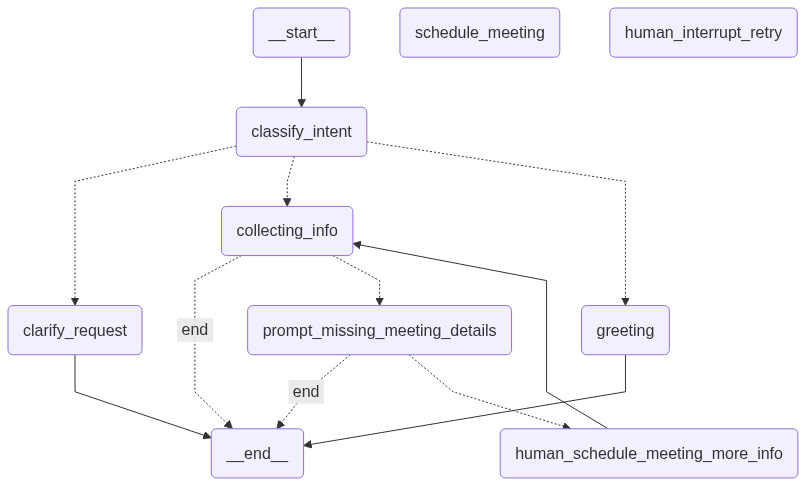 __start__
schedule_meeting
human_interrupt_retry
classify_intent
collecting_info
clarify_request
end
prompt_missing_meeting_details
greeting
end
__end__
human_schedule_meeting_more_info